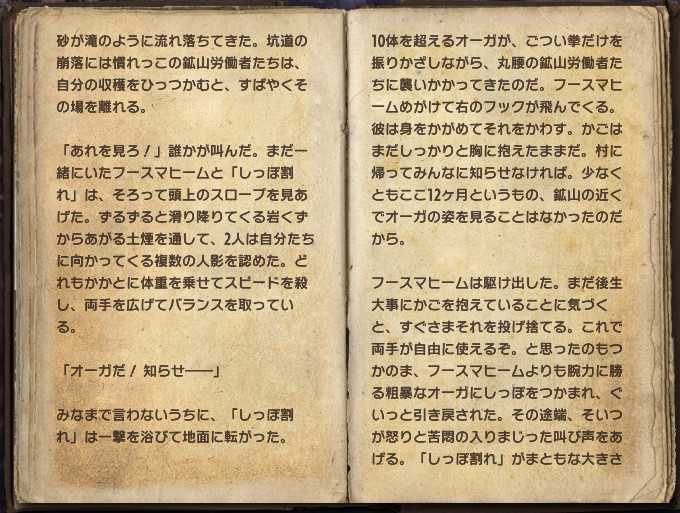 砂が滝のように流れ落ちてきた。坑道の
崩落には慣れっこの鉱山労働者たちは、
自分の収穫をひっつかむと、すばやくそ
の場を離れる。
「あれを見ろ！」誰かが叫んだ。まだ一
緒にいたフースマヒームと「しっぽ割
れ」は、そろって頭上のスロープを見あ
げた。ずるずると滑り降りてくる岩くず
からあがる土煙を通して、2人は自分たち
に向かってくる複数の人影を認めた。ど
れもかかとに体重を乗せてスピードを殺
し、両手を広げてバランスを取ってい
る。
「オーガだ！ 知らせ――」
みなまで言わないうちに、「しっぽ割
れ」は一撃を浴びて地面に転がった。
10体を超えるオーガが、ごつい拳だけを
振りかざしながら、丸腰の鉱山労働者た
ちに襲いかかってきたのだ。フースマヒ
ームめがけて右のフックが飛んでくる。
彼は身をかがめてそれをかわす。かごは
まだしっかりと胸に抱えたままだ。村に
帰ってみんなに知らせなければ。少なく
ともここ12ヶ月というもの、鉱山の近く
でオーガの姿を見ることはなかったのだ
から。
フースマヒームは駆け出した。まだ後生
大事にかごを抱えていることに気づく
と、すぐさまそれを投げ捨てる。これで
両手が自由に使えるぞ。と思ったのもつ
かのま、フースマヒームよりも腕力に勝
る粗暴なオーガにしっぽをつかまれ、ぐ
いっと引き戻された。その途端、そいつ
が怒りと苦悶の入りまじった叫び声をあ
げる。「しっぽ割れ」がまともな大きさ